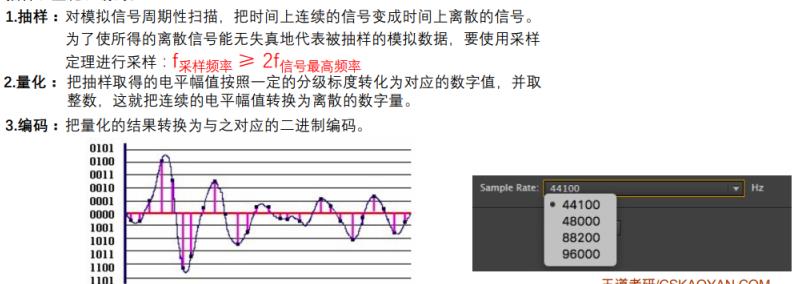 1.抽样：对模拟信号周期性扫描，把时间上连续的信号变成时间上离散的信号。
为了使所得的离散信号能无失真地代表被抽样的模拟数据，要使用采样
定理进行采样：f采样频率 ≥ 2f信号最高频率
2.量化：把抽样取得的电平幅值按照一定的分级标度转化为对应的数字值，并取
整数，这就把连续的电平幅值转换为离散的数字量。
3.编码：把量化的结果转换为与之对应的二进制编码。
0101
0100
0011
0010
0001
0000
1001
1010
1011
1100
1101
Sample Rate: 44100 Hz
44100
48000
88200
96000
王道考研/CSKAOYAN.COM